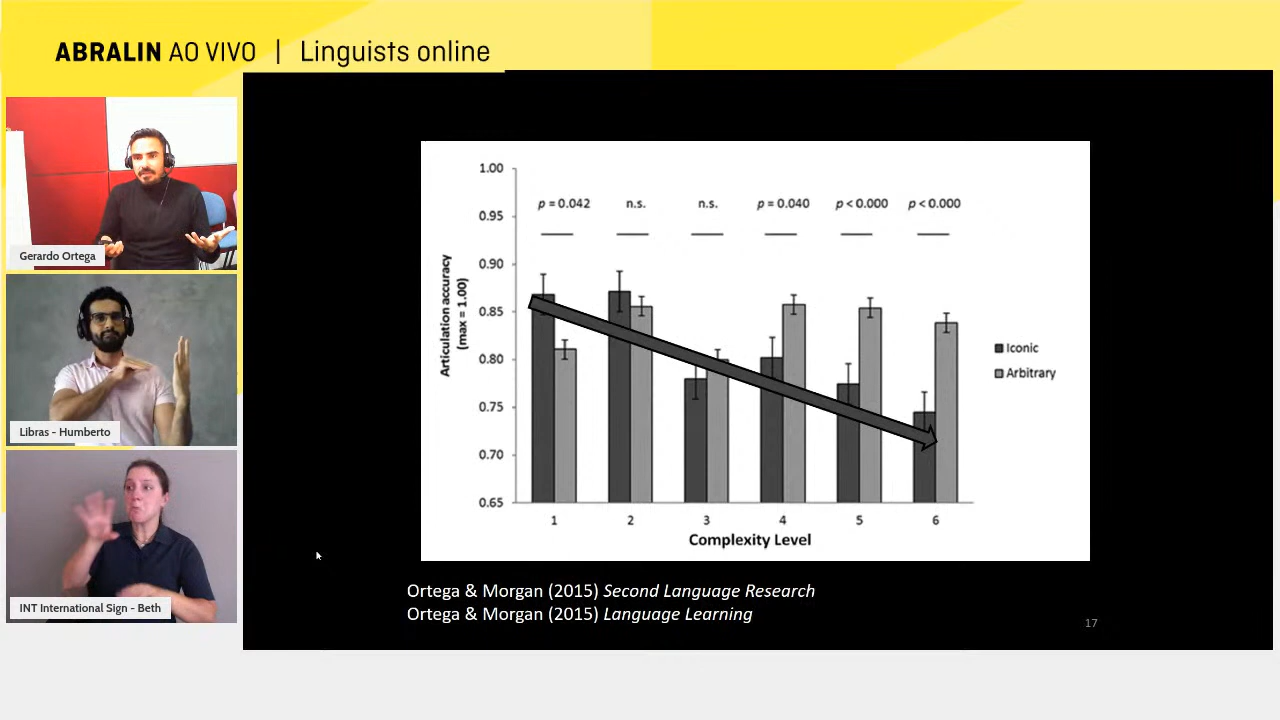 ABRALIN AO VIVO | Linguists online
Gerardo Ortega
Libras - Humberto
INT International Sign - Beth
1.00
0.95
0.90
0.85
0.80
0.75
0.70
0.65
Articulation accuracy
(max = 1.00)
p = 0.042 n.s. n.s. p = 0.040 p < 0.000 p < 0.000
Iconic
Arbitrary
1 2 3 4 5 6
Complexity Level
Ortega & Morgan (2015) Second Language Research
Ortega & Morgan (2015) Language Learning
17